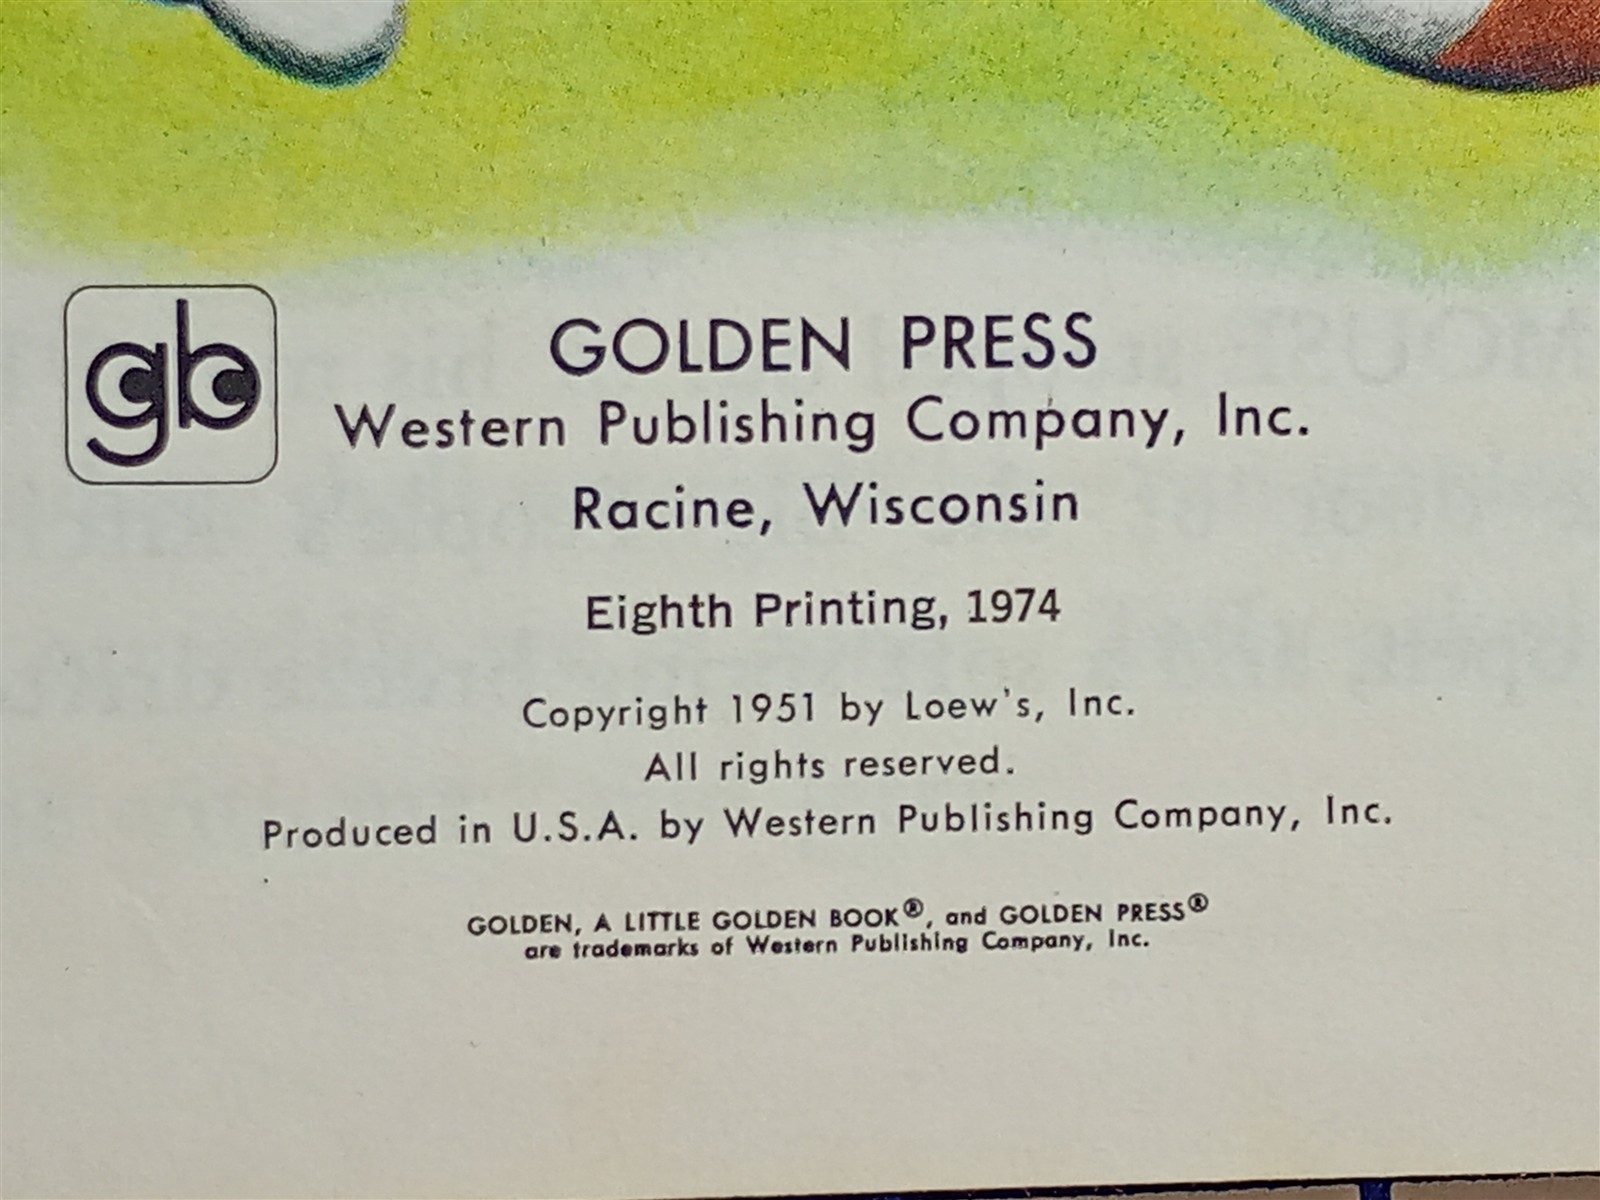 gb
GOLDEN PRESS
Western Publishing Company, Inc.
Racine, Wisconsin
Eighth Printing, 1974
Copyright 1951 by Loew's, Inc.
All rights reserved.
Produced in U.S.A. by Western Publishing Company, Inc.
GOLDEN, A LITTLE GOLDEN BOOK®, and GOLDEN PRESS®
are trademarks of Western Publishing Company, Inc.